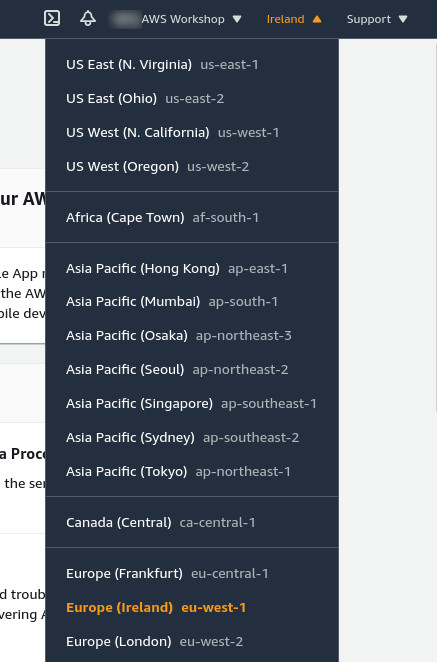 AWS Workshop Ireland Support
US East (N. Virginia) us-east-1
US East (Ohio) us-east-2
US West (N. California) us-west-1
US West (Oregon) us-west-2
ur AW
Africa (Cape Town) af-south-1
Asia Pacific (Hong Kong) ap-east-1
le App
the AW
Asia Pacific (Mumbai) ap-south-1
bile dev
Asia Pacific (Osaka) ap-northeast-3
Asia Pacific (Seoul) ap-northeast-2
Asia Pacific (Singapore) ap-southeast-1
Asia Pacific (Sydney) ap-southeast-2
a Proc
Asia Pacific (Tokyo) ap-northeast-1
the ser
Canada (Central) ca-central-1
Europe (Frankfurt) eu-central-1
d troub
Europe (Ireland) eu-west-1
vering A
Europe (London) eu-west-2